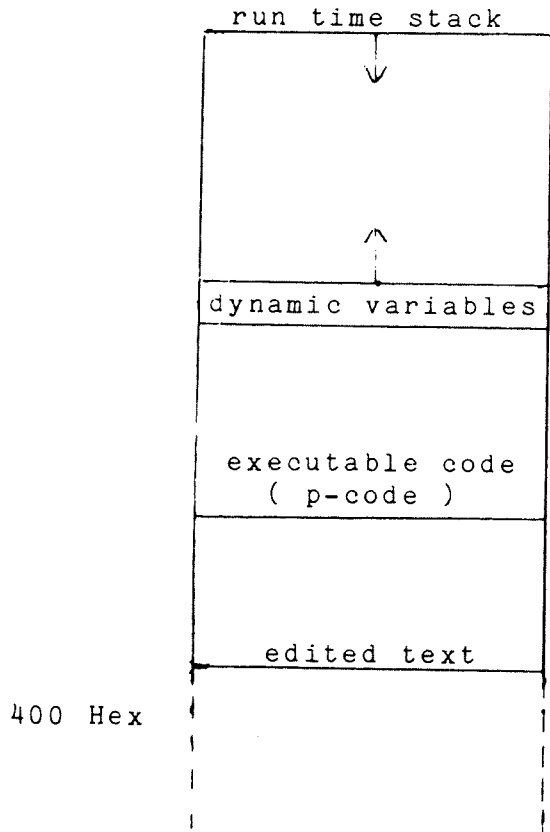 run time stack
dynamic variables
executable code
( p-code )
edited text
400 Hex